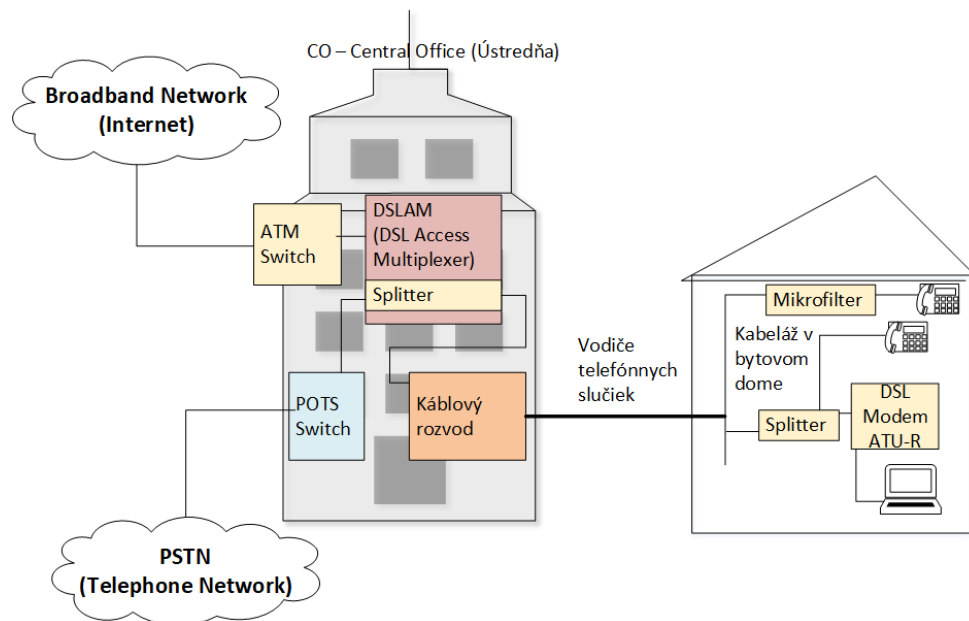 CO – Central Office (Ústredňa)
Broadband Network
(Internet)
ATM
Switch
DSLAM
(DSL Access
Multiplexer)
Splitter
POTS
Switch
Káblový
rozvod
PSTN
(Telephone Network)
Vodiče
telefónnych
slučiek
Mikrofilter
Kabeláž v
bytovom
dome
Splitter
DSL
Modem
ATU-R